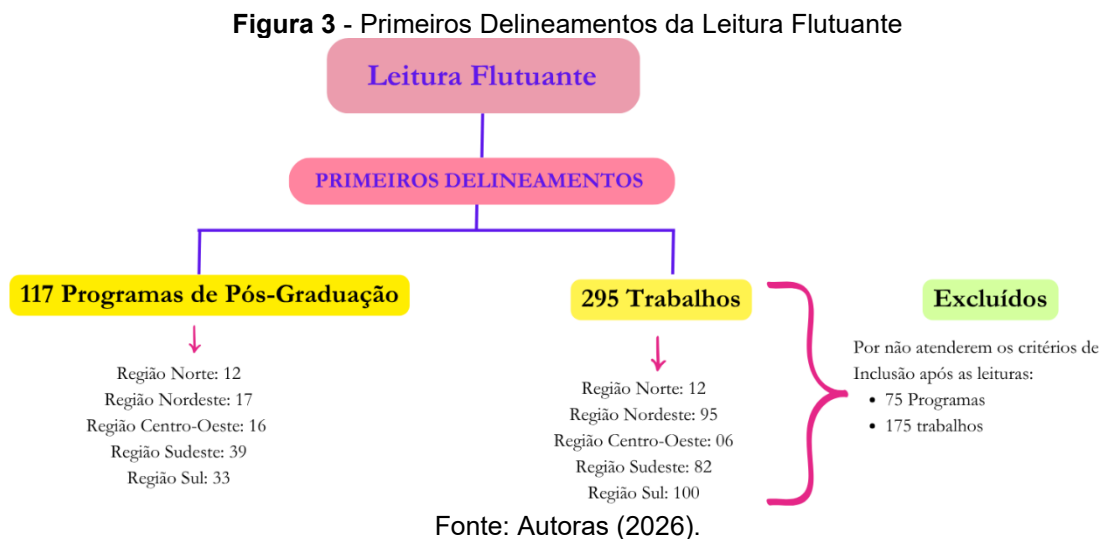 Figura 3 - Primeiros Delineamentos da Leitura Flutuante
Leitura Flutuante
PRIMEIROS DELINEAMENTOS
117 Programas de Pós-Graduação
Região Norte: 12
Região Nordeste: 17
Região Centro-Oeste: 16
Região Sudeste: 39
Região Sul: 33
295 Trabalhos
Região Norte: 12
Região Nordeste: 95
Região Centro-Oeste: 06
Região Sudeste: 82
Região Sul: 100
Excluídos
Por não atenderem os critérios de
Inclusão após as leituras:
• 75 Programas
• 175 trabalhos
Fonte: Autoras (2026).